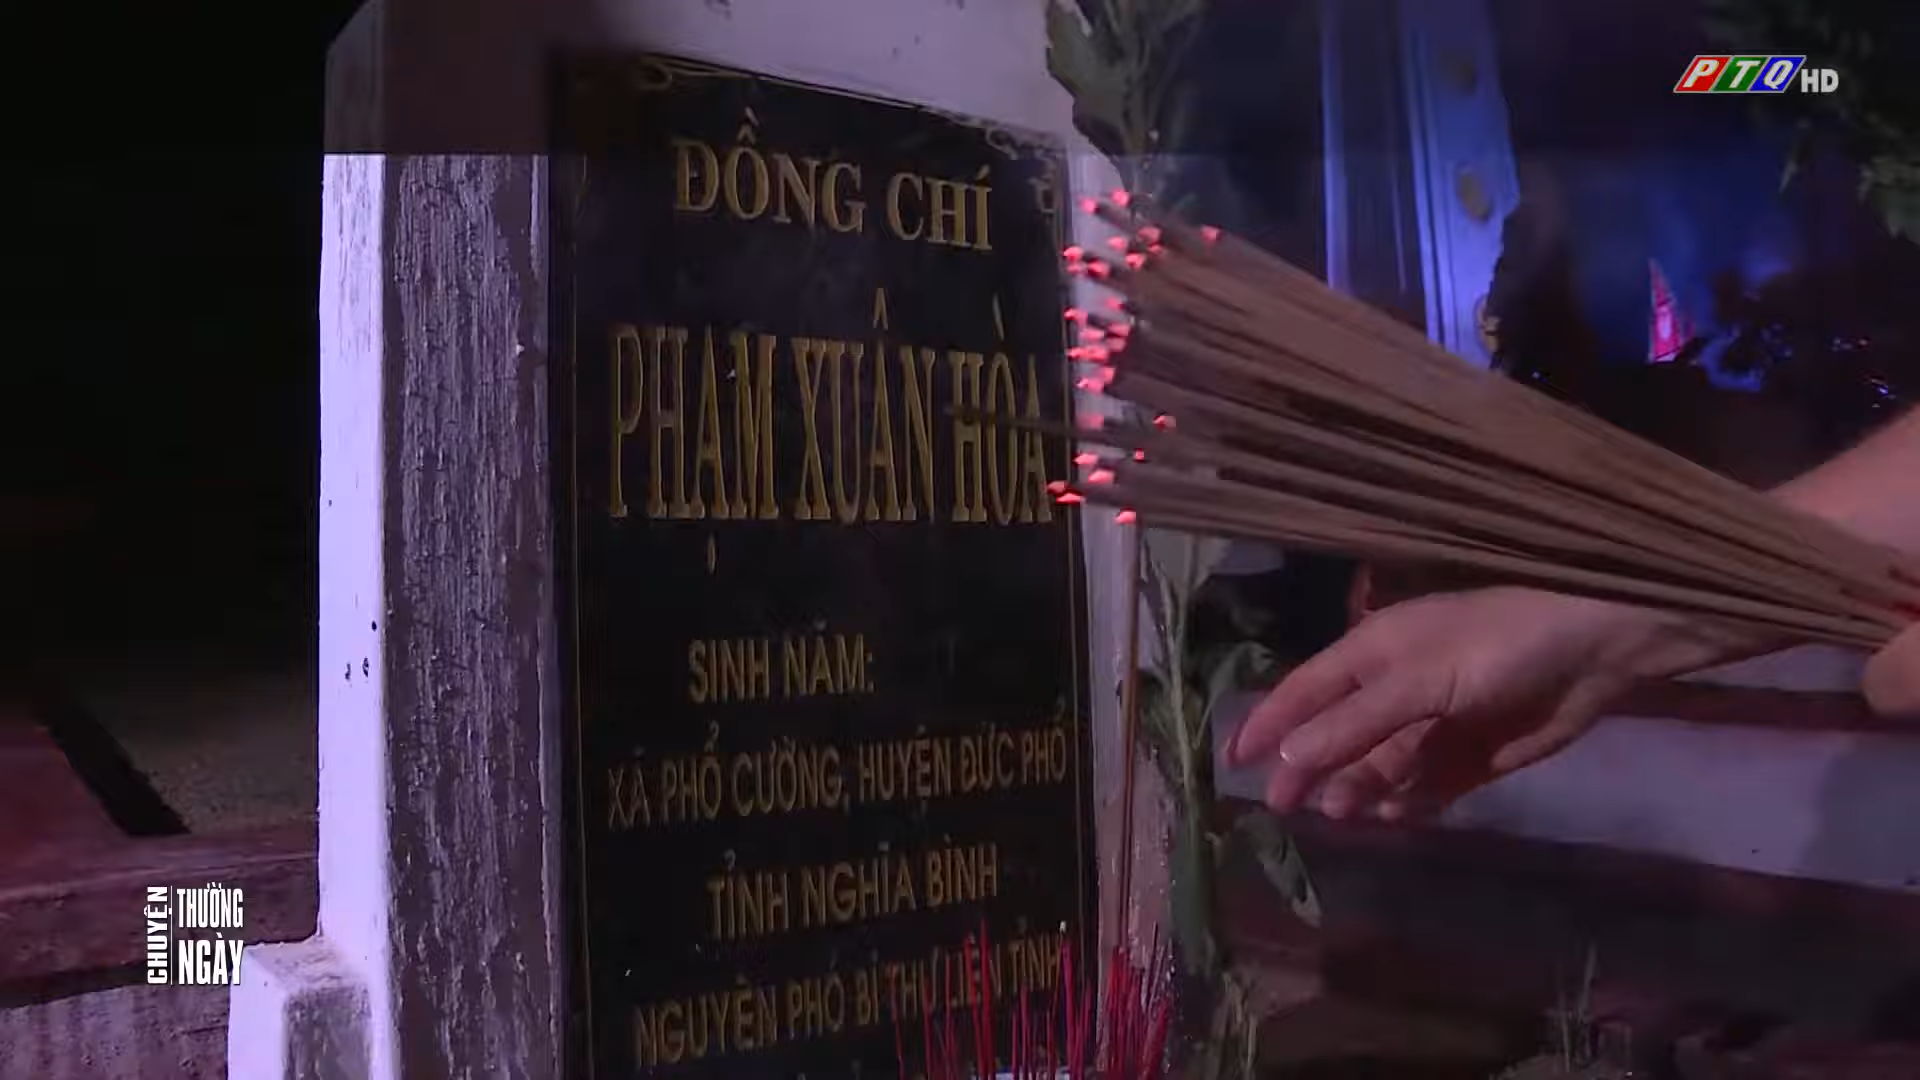 PTQ HD
ĐỒNG CHÍ
PHẠM XUÂN HÒA
SINH NĂM:
XÃ PHỔ CƯỜNG, HUYỆN ĐỨC PHỔ
TỈNH NGHĨA BÌNH
NGUYÊN PHÓ BÍ THƯ LIÊN TỈNH
CHUYỆN
THƯỜNG
NGÀY